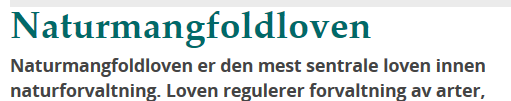 Naturmangfoldloven
Naturmangfoldloven er den mest sentrale loven innen
naturforvaltning. Loven regulerer forvaltning av arter,